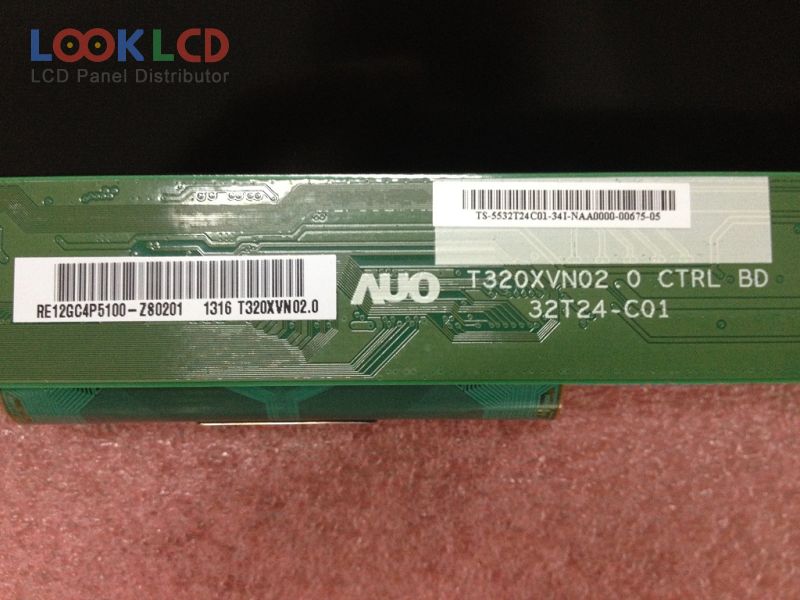 LOOKLCD
LCD Panel Distributor
TS-5532T24C01-341-NAA0000-00675-05
RE12GC4P5100-Z80201 1316 T320XVN02.0
AUO
T320XVN02.0 CTRL BD
32T24-C01